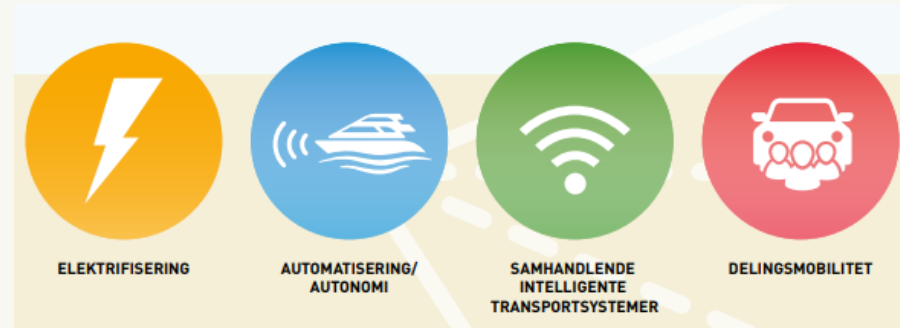 ELEKTRIFISERING
AUTOMATISERING/
AUTONOMI
SAMHANDLENDE
INTELLIGENTE
TRANSPORTSYSTEMER
DELINGSMOBILITET